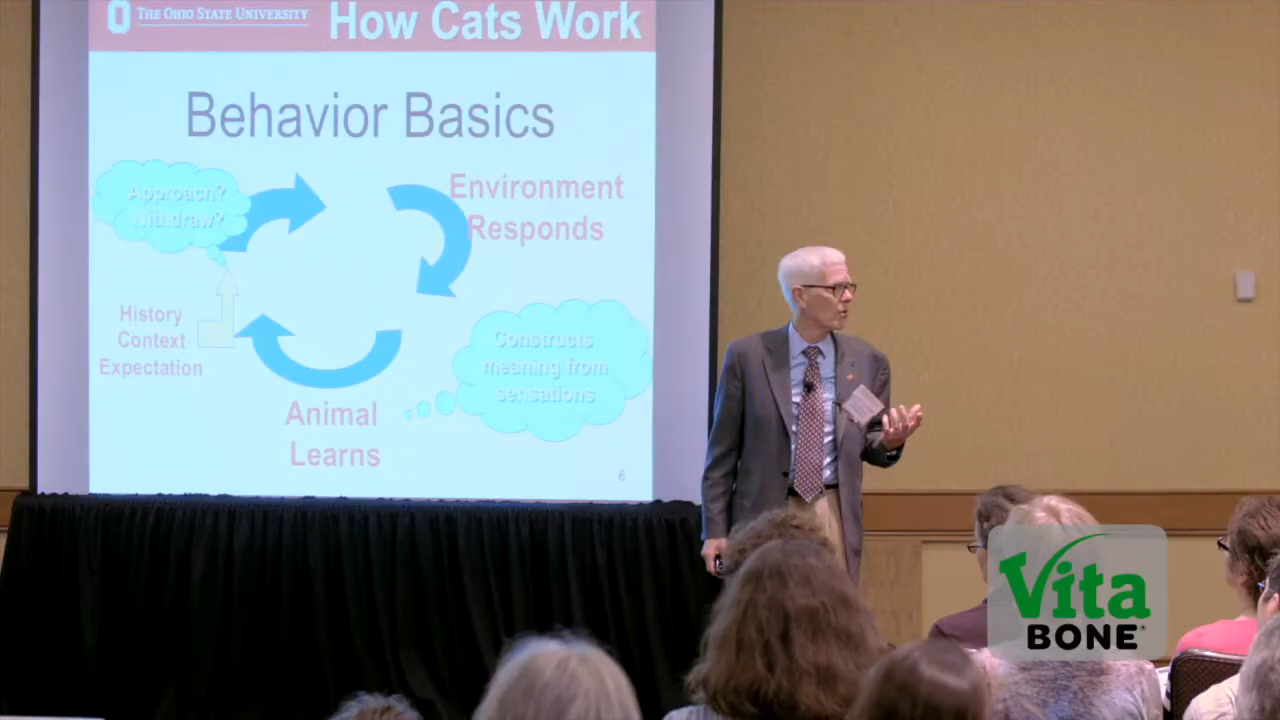 THE OHIO STATE UNIVERSITY
How Cats Work
Behavior Basics
Approach?
Withdraw?
Environment
Responds
History
Context
Expectation
Constructs
meaning from
sensations
Animal
Learns
6
Vita
BONE®